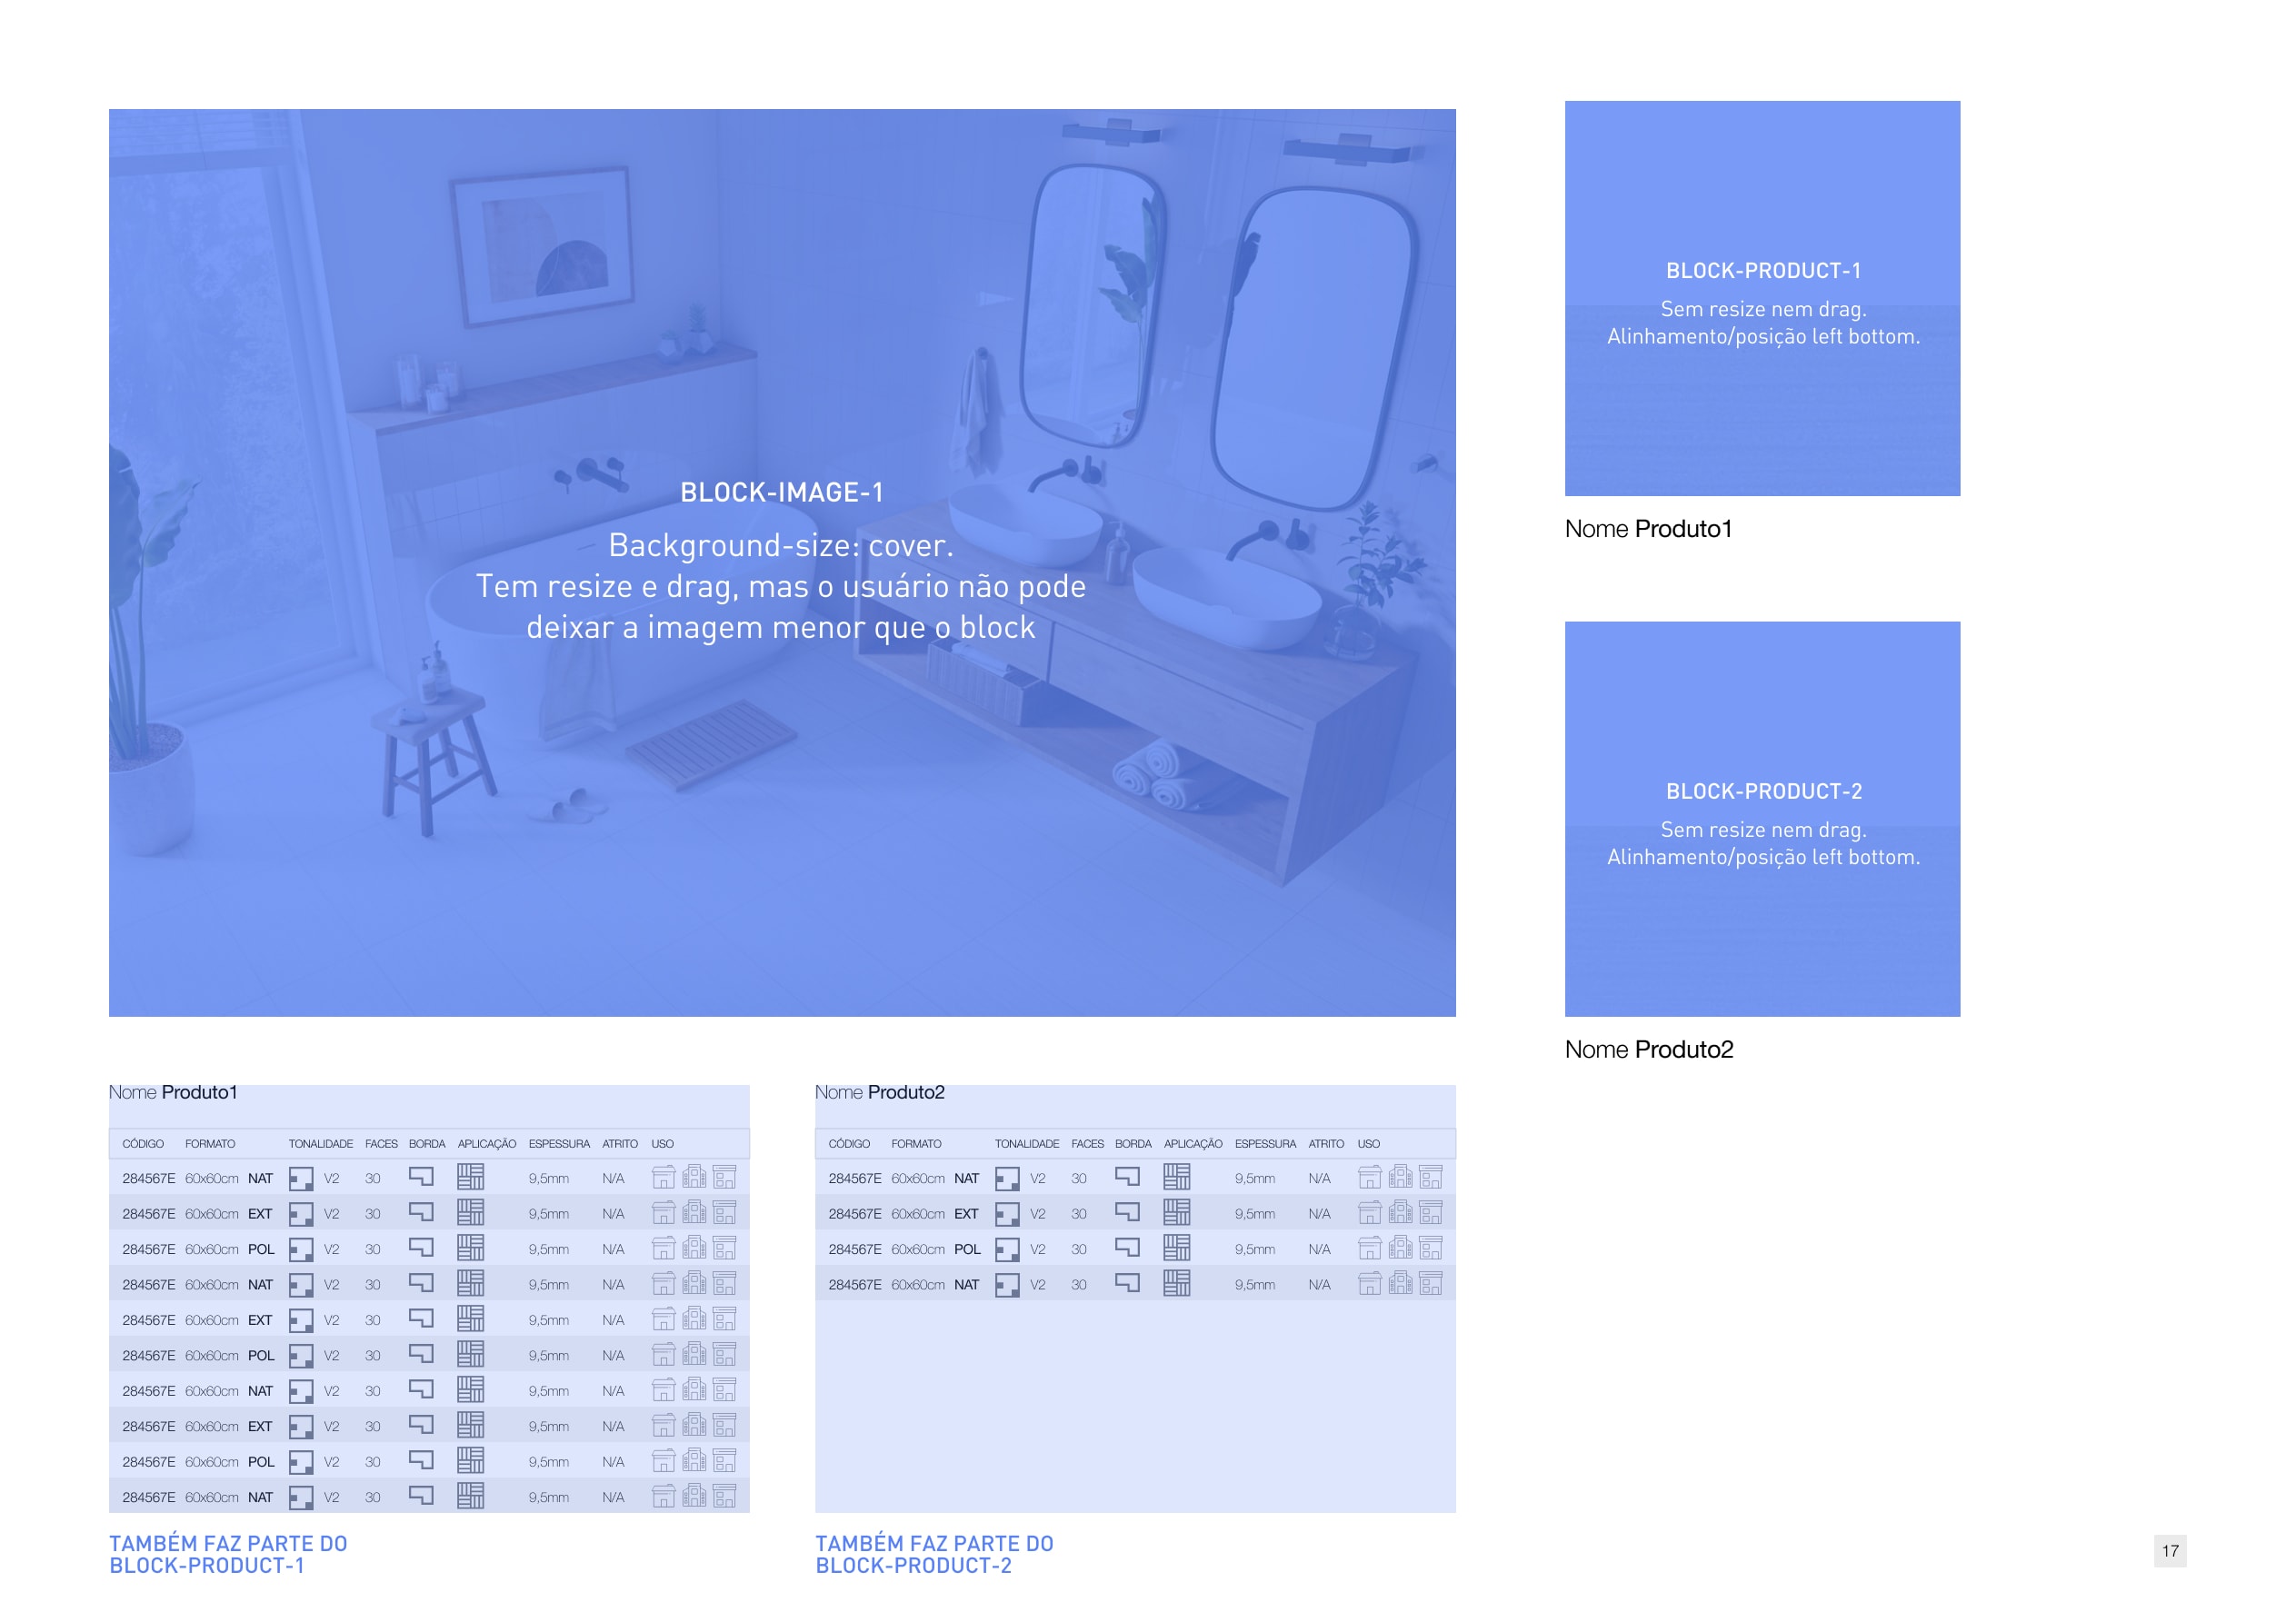 BLOCK-IMAGE-1
Background-size: cover.
Tem resize e drag, mas o usuário não pode
deixar a imagem menor que o block
BLOCK-PRODUCT-1
Sem resize nem drag.
Alinhamento/posição left bottom.
Nome Produto1
BLOCK-PRODUCT-2
Sem resize nem drag.
Alinhamento/posição left bottom.
Nome Produto2
Nome Produto1
CÓDIGO FORMATO TONALIDADE FACES BORDA APLICAÇÃO ESPESSURA ATRITO USO
284567E 60x60cm NAT V2 30 9,5mm N/A
284567E 60x60cm EXT V2 30 9,5mm N/A
284567E 60x60cm POL V2 30 9,5mm N/A
284567E 60x60cm NAT V2 30 9,5mm N/A
284567E 60x60cm EXT V2 30 9,5mm N/A
284567E 60x60cm POL V2 30 9,5mm N/A
284567E 60x60cm NAT V2 30 9,5mm N/A
284567E 60x60cm EXT V2 30 9,5mm N/A
284567E 60x60cm POL V2 30 9,5mm N/A
284567E 60x60cm NAT V2 30 9,5mm N/A
TAMBÉM FAZ PARTE DO
BLOCK-PRODUCT-1
Nome Produto2
CÓDIGO FORMATO TONALIDADE FACES BORDA APLICAÇÃO ESPESSURA ATRITO USO
284567E 60x60cm NAT V2 30 9,5mm N/A
284567E 60x60cm EXT V2 30 9,5mm N/A
284567E 60x60cm POL V2 30 9,5mm N/A
284567E 60x60cm NAT V2 30 9,5mm N/A
TAMBÉM FAZ PARTE DO
BLOCK-PRODUCT-2
17